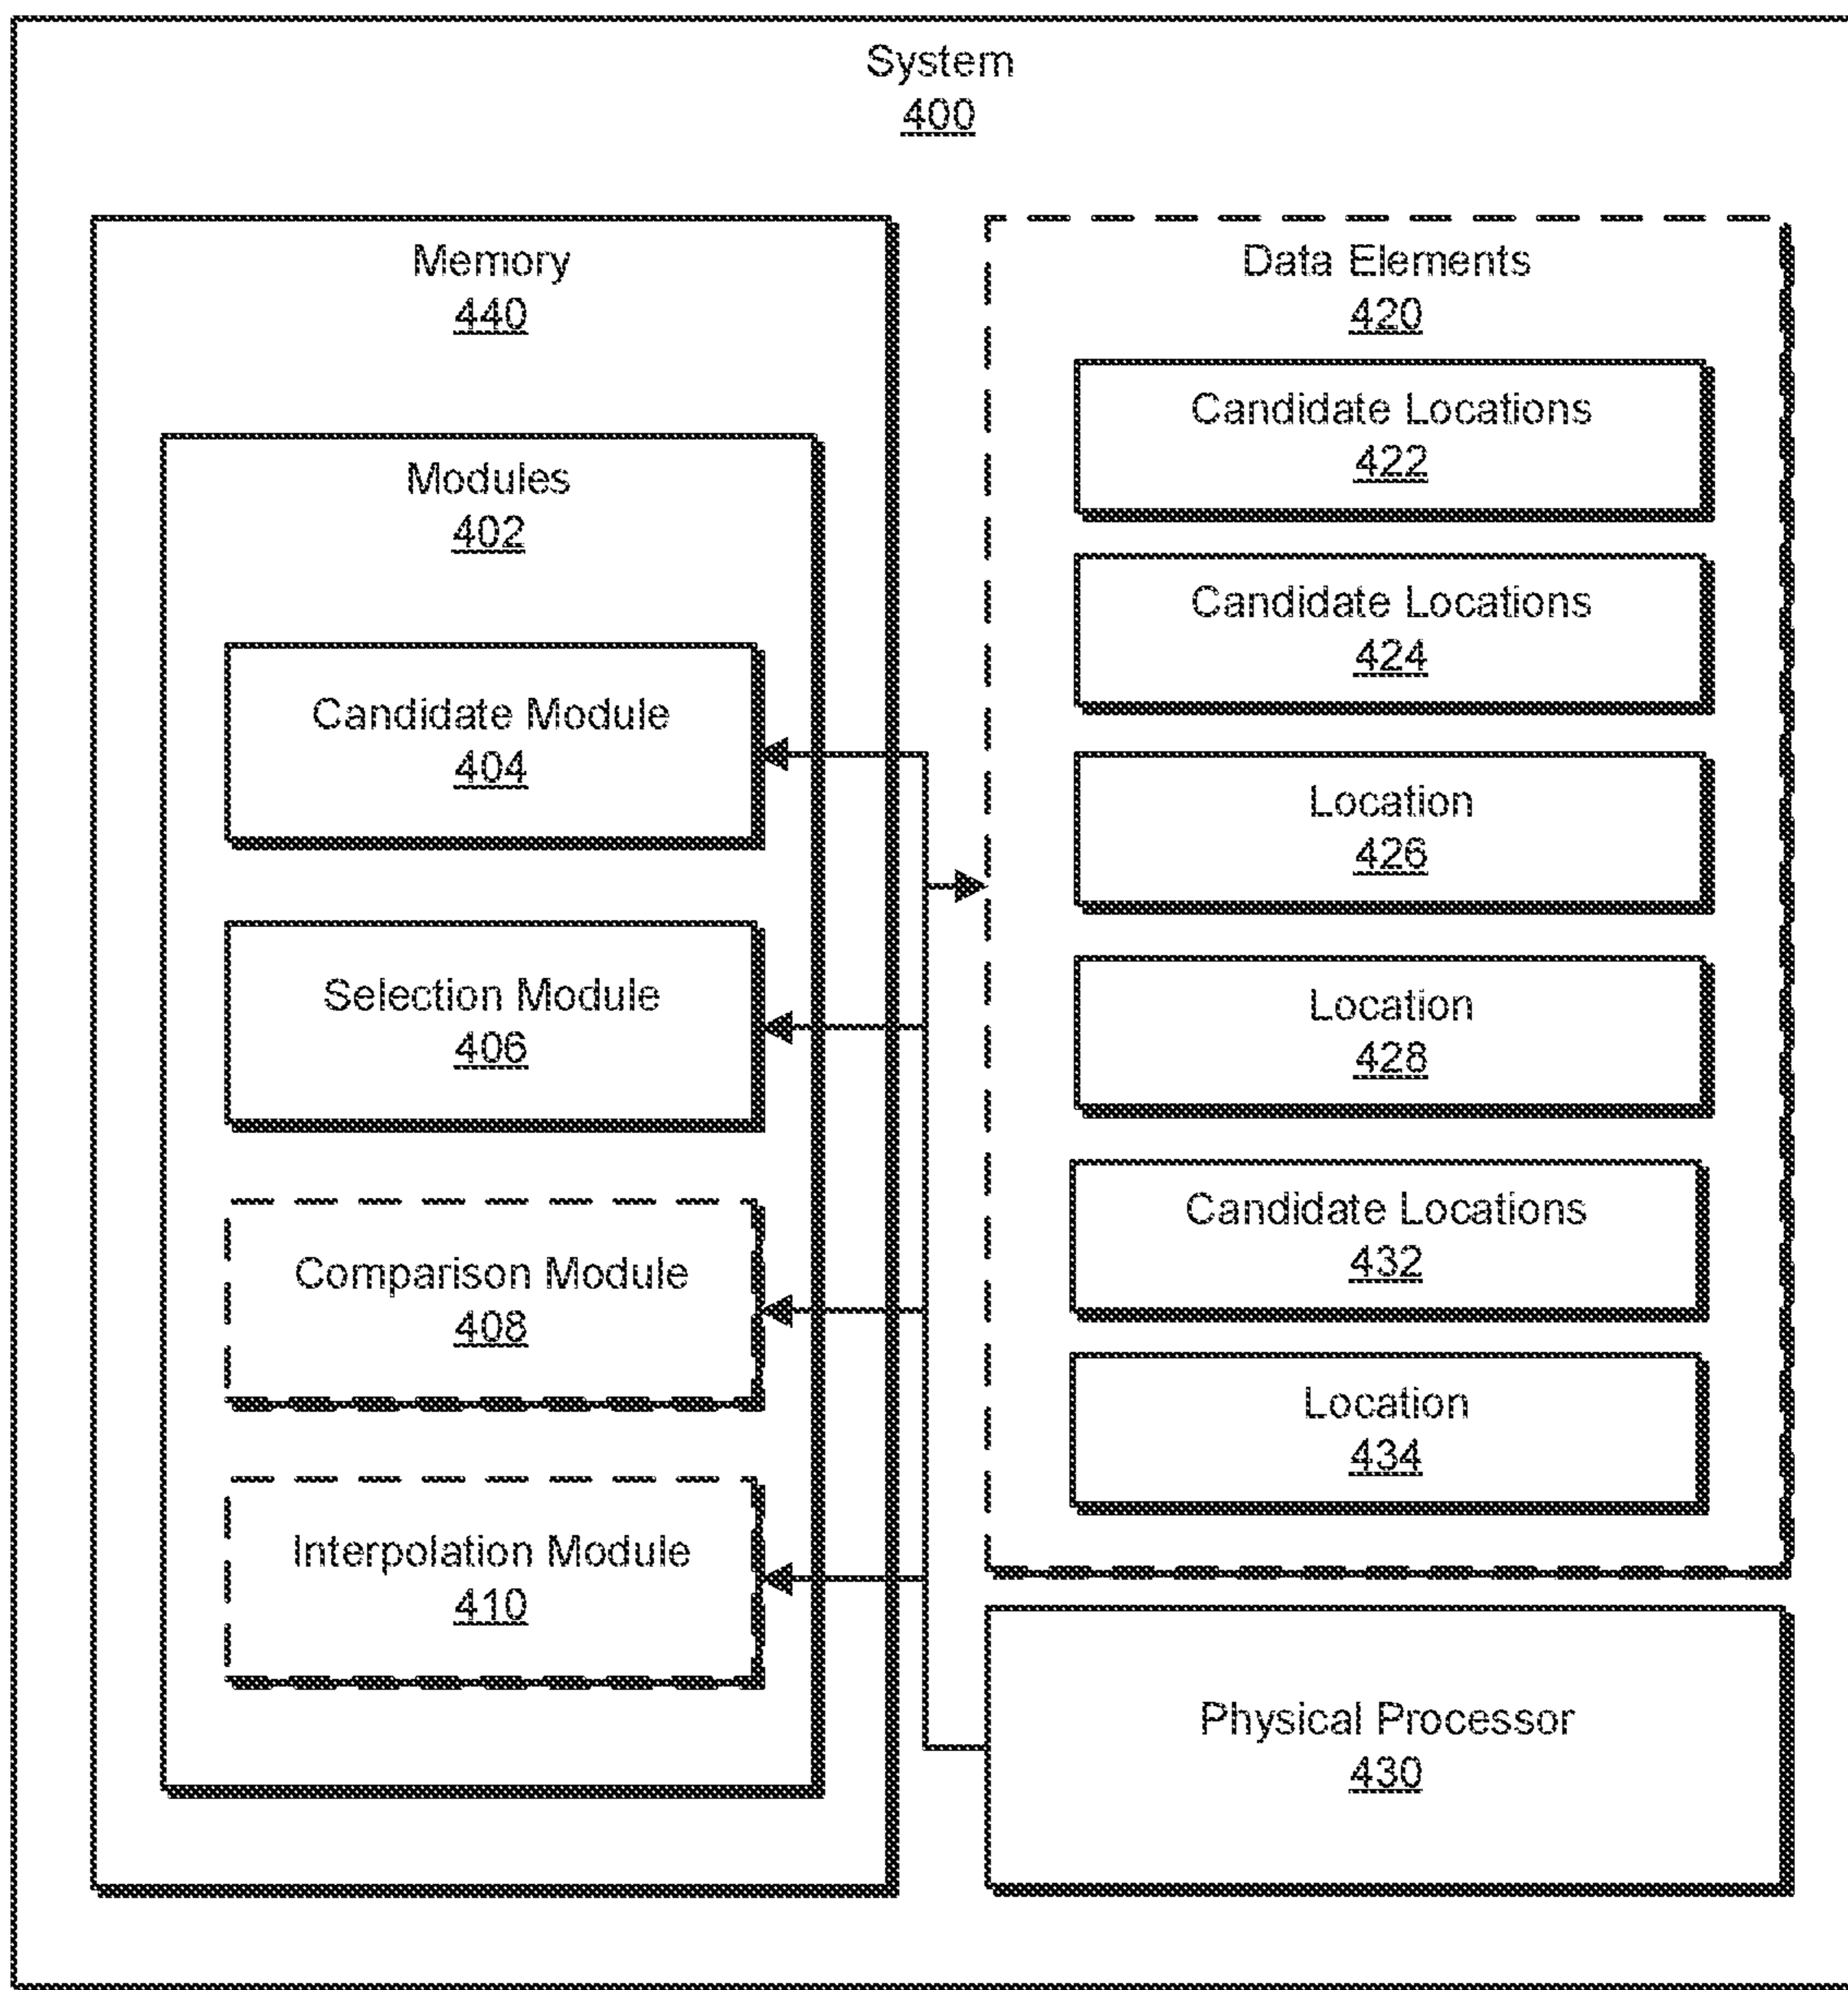 System
400
Memory
440
Modules
402
Candidate Module
404
Selection Module
406
Comparison Module
408
Interpolation Module
410
Data Elements
420
Candidate Locations
422
Candidate Locations
424
Location
426
Location
428
Candidate Locations
432
Location
434
Physical Processor
430